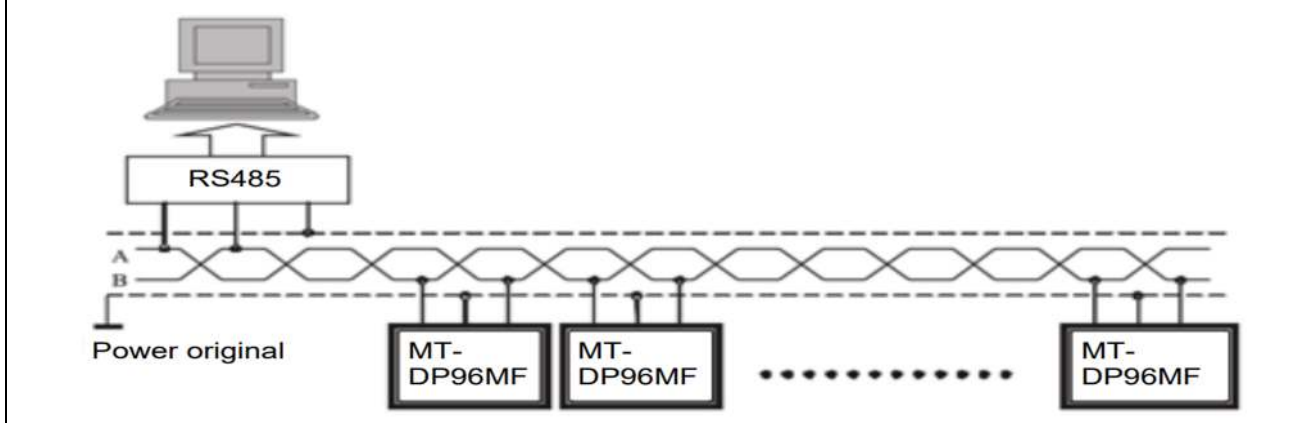 RS485
A
B
Power original
MT-
DP96MF
MT-
DP96MF
MT-
DP96MF